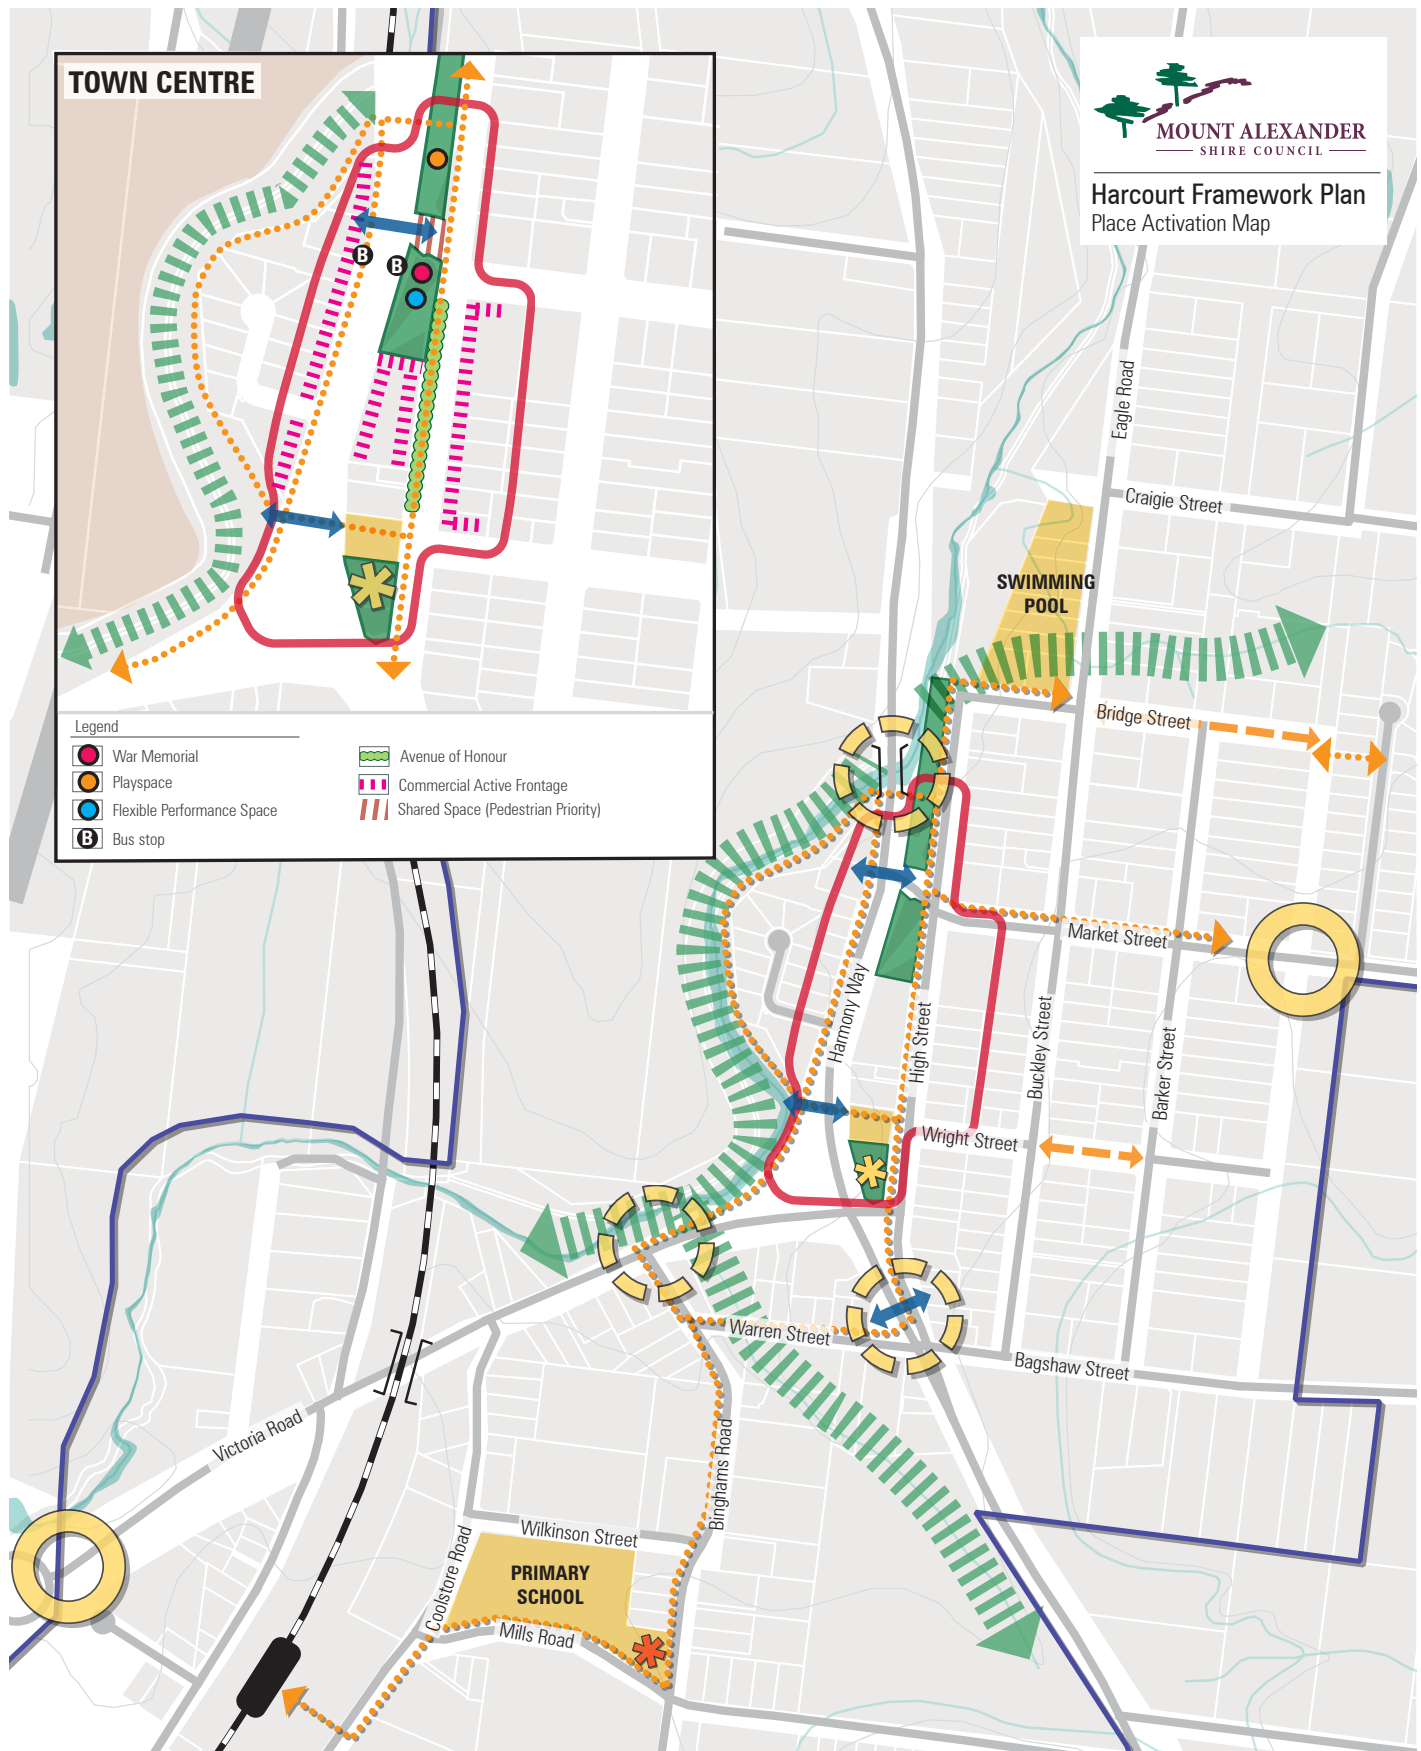 TOWN CENTRE
B
B
Legend
War Memorial
Playspace
Flexible Performance Space
B
Bus stop
Avenue of Honour
Commercial Active Frontage
Shared Space (Pedestrian Priority)
MOUNT ALEXANDER
SHIRE COUNCIL
Harcourt Framework Plan
Place Activation Map
Eagle Road
Craigie Street
SWIMMING
POOL
Bridge Street
Market Street
Harmony Way
High Street
Buckley Street
Barker Street
Wright Street
Warren Street
Bagshaw Street
Victoria Road
Binghams Road
Wilkinson Street
Coolstore Road
PRIMARY
SCHOOL
Mills Road